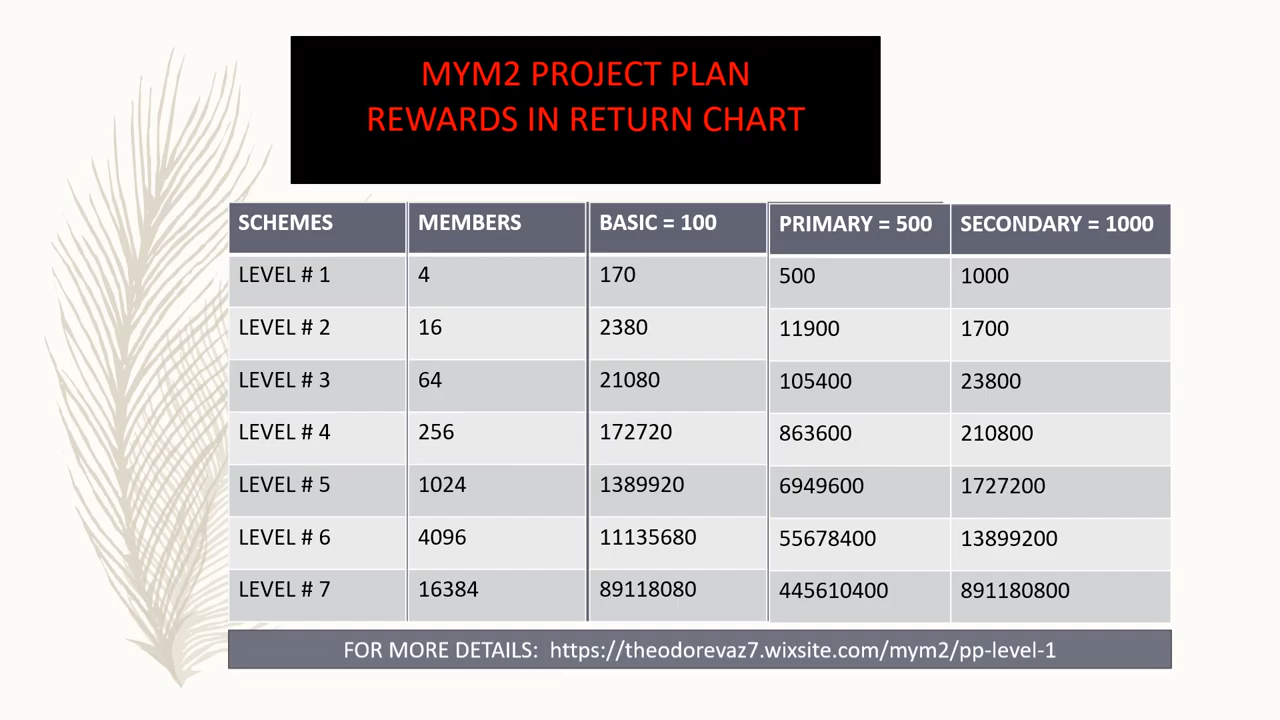 MYM2 PROJECT PLAN
REWARDS IN RETURN CHART
SCHEMES MEMBERS BASIC = 100 PRIMARY = 500 SECONDARY = 1000
LEVEL # 1 4 170 500 1000
LEVEL # 2 16 2380 11900 1700
LEVEL # 3 64 21080 105400 23800
LEVEL # 4 256 172720 863600 210800
LEVEL # 5 1024 1389920 6949600 1727200
LEVEL # 6 4096 11135680 55678400 13899200
LEVEL # 7 16384 89118080 445610400 891180800
FOR MORE DETAILS: https://theodorevaz7.wixsite.com/mym2/pp-level-1